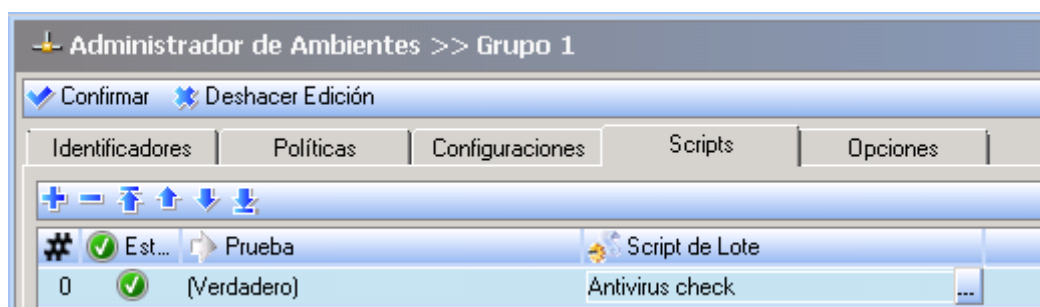 Administrador de Ambientes >> Grupo 1
Confirmar Deshacer Edición
Identificadores Políticas Configuraciones Scripts Opciones
# Est... Prueba Script de Lote
0 (Verdadero) Antivirus check ...